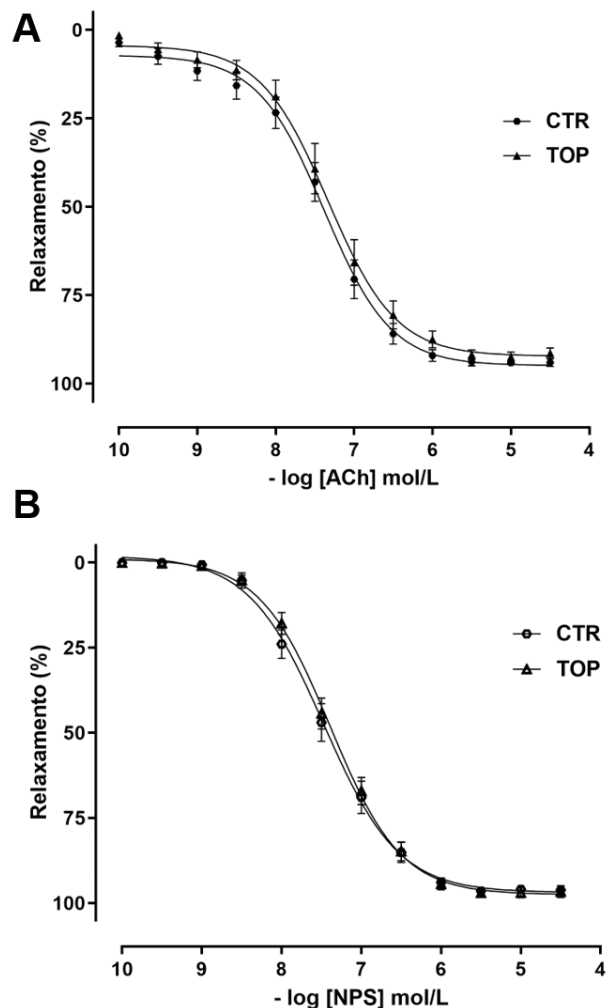 A
0
25
50
75
100
Relaxamento (%)
CTR
TOP
10 9 8 7 6 5 4
- log [ACh] mol/L
B
0
25
50
75
100
Relaxamento (%)
CTR
TOP
10 9 8 7 6 5 4
- log [NPS] mol/L